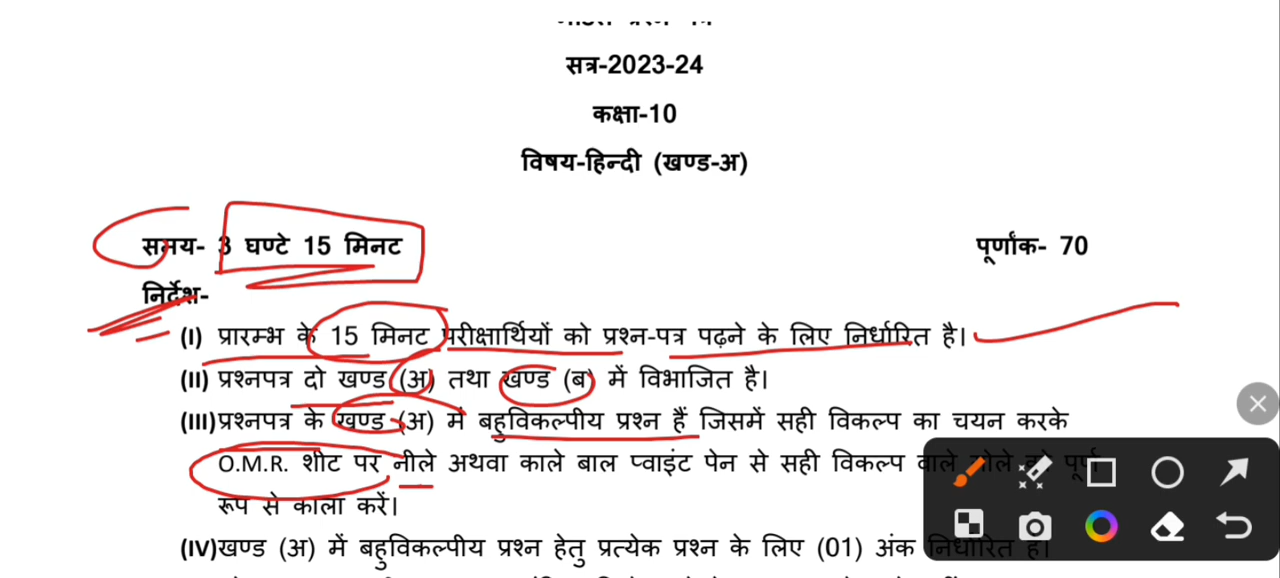 सत्र-2023-24
कक्षा-10
विषय-हिन्दी (खण्ड-अ)
समय- 3 घण्टे 15 मिनट पूर्णांक- 70
निर्देश-
(I) प्रारम्भ के 15 मिनट परीक्षार्थियों को प्रश्न-पत्र पढ़ने के लिए निर्धारित है।
(II) प्रश्नपत्र दो खण्ड (अ) तथा खण्ड (ब) में विभाजित है।
(III)प्रश्नपत्र के खण्ड (अ) में बहुविकल्पीय प्रश्न हैं जिसमें सही विकल्प का चयन करके
O.M.R. शीट पर नीले अथवा काले बाल प्वाइंट पेन से सही विकल्प वाले गोले को पूर्ण
रूप से काला करें।
(IV)खण्ड (अ) में बहुविकल्पीय प्रश्न हेतु प्रत्येक प्रश्न के लिए (01) अंक निर्धारित है।